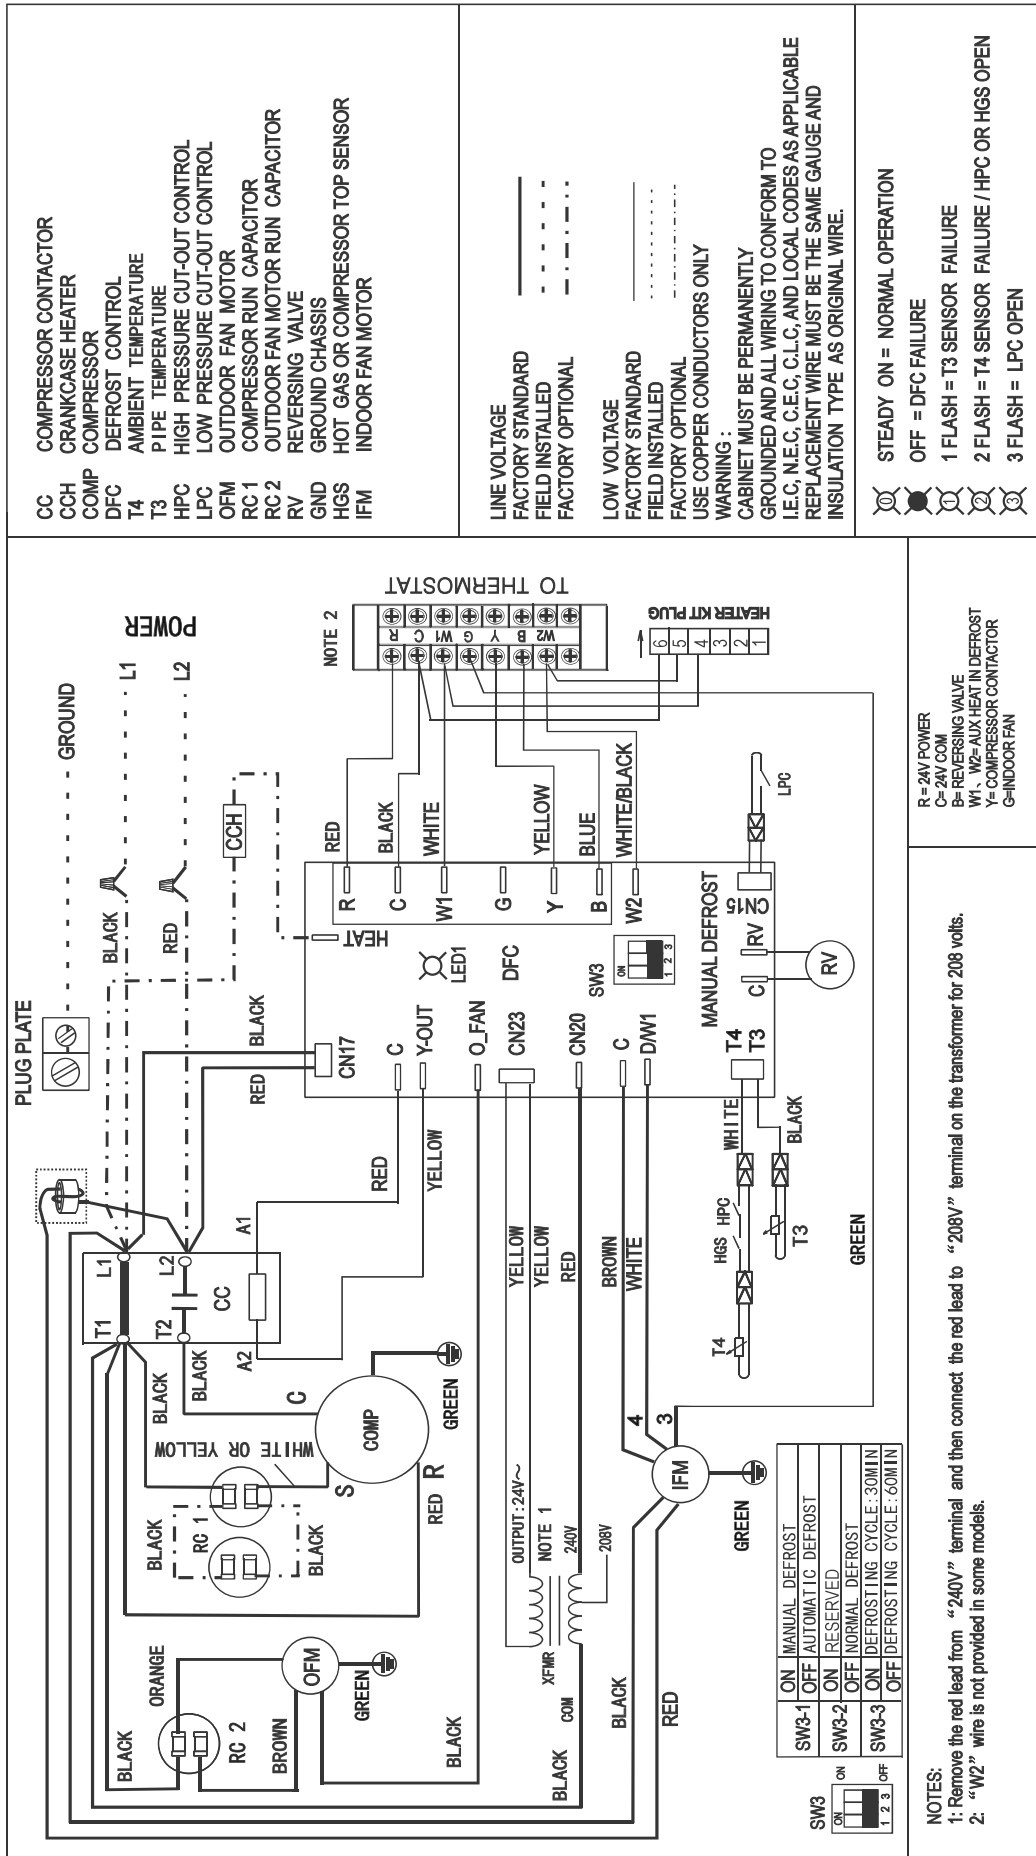 CC COMPRESSOR CONTACTOR
CCH CRANKCASE HEATER
COMP COMPRESSOR
DFC DEFROST CONTROL
T4 AMBIENT TEMPERATURE
T3 PIPE TEMPERATURE
HPC HIGH PRESSURE CUT-OUT CONTROL
LPC LOW PRESSURE CUT-OUT CONTROL
OFM OUTDOOR FAN MOTOR
RC 1 COMPRESSOR RUN CAPACITOR
RC 2 OUTDOOR FAN MOTOR RUN CAPACITOR
RV REVERSING VALVE
GND GROUND CHASSIS
HGS HOT GAS OR COMPRESSOR TOP SENSOR
IFM INDOOR FAN MOTOR
LINE VOLTAGE
FACTORY STANDARD
FIELD INSTALLED
FACTORY OPTIONAL
LOW VOLTAGE
FACTORY STANDARD
FIELD INSTALLED
FACTORY OPTIONAL
USE COPPER CONDUCTORS ONLY
WARNING :
CABINET MUST BE PERMANENTLY
GROUNDED AND ALL WIRING TO CONFORM TO
I.E.C, N.E.C, C.E.C, C.L.C, AND LOCAL CODES AS APPLICABLE
REPLACEMENT WIRE MUST BE THE SAME GAUGE AND
INSULATION TYPE AS ORIGINAL WIRE.
0 STEADY ON = NORMAL OPERATION
OFF = DFC FAILURE
1 1 FLASH = T3 SENSOR FAILURE
2 2 FLASH = T4 SENSOR FAILURE / HPC OR HGS OPEN
3 3 FLASH = LPC OPEN
PLUG PLATE
GROUND
POWER
L1
L2
BLACK
RED
CCH
HEAT
BLACK
RED
L1
L2
T1
T2
CC
A1
A2
BLACK
BLACK
C
COMP
S
R
RED
GREEN
WHITE OR YELLOW
RC 1
BLACK
BLACK
ORANGE
BLACK
RC 2
BROWN
OFM
GREEN
BLACK
RED
YELLOW
CN17
C
Y-OUT
O_FAN
CN23
CN20
C
D/W1
LED1
DFC
SW3
ON
1 2 3
MANUAL DEFROST
T4
T3
C
RV
RV
CN15
LPC
R
C
W1
G
Y
B
W2
RED
BLACK
WHITE
YELLOW
BLUE
WHITE/BLACK
NOTE 2
TO THERMOSTAT
R
C
W1
G
Y
B
W2
HEATER KIT PLUG
6
5
4
3
2
1
YELLOW
YELLOW
RED
BROWN
WHITE
OUTPUT:24V~
NOTE 1
240V
208V
XFMR
COM
BLACK
BLACK
RED
IFM
4
3
GREEN
GREEN
WHITE
BLACK
HPC
HGS
T4
T3
SW3
ON
ON
OFF
1 2 3
SW3-1 ON MANUAL DEFROST
OFF AUTOMATIC DEFROST
SW3-2 ON RESERVED
OFF NORMAL DEFROST
SW3-3 ON DEFROSTING CYCLE:30MIN
OFF DEFROSTING CYCLE:60MIN
R = 24V POWER
C= 24V COM
B= REVERSING VALVE
W1、W2= AUX HEAT IN DEFROST
Y= COMPRESSOR CONTACTOR
G=INDOOR FAN
NOTES:
1: Remove the red lead from “240V” terminal and then connect the red lead to “208V” terminal on the transformer for 208 volts.
2: “W2” wire is not provided in some models.